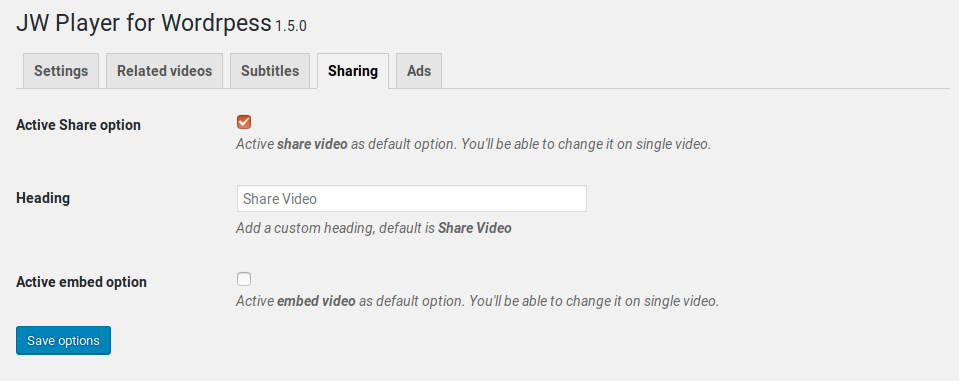 JW Player for Wordrpess 1.5.0
Settings Related videos Subtitles Sharing Ads
Active Share option
Active share video as default option. You'll be able to change it on single video.
Heading Share Video
Add a custom heading, default is Share Video
Active embed option
Active embed video as default option. You'll be able to change it on single video.
Save options